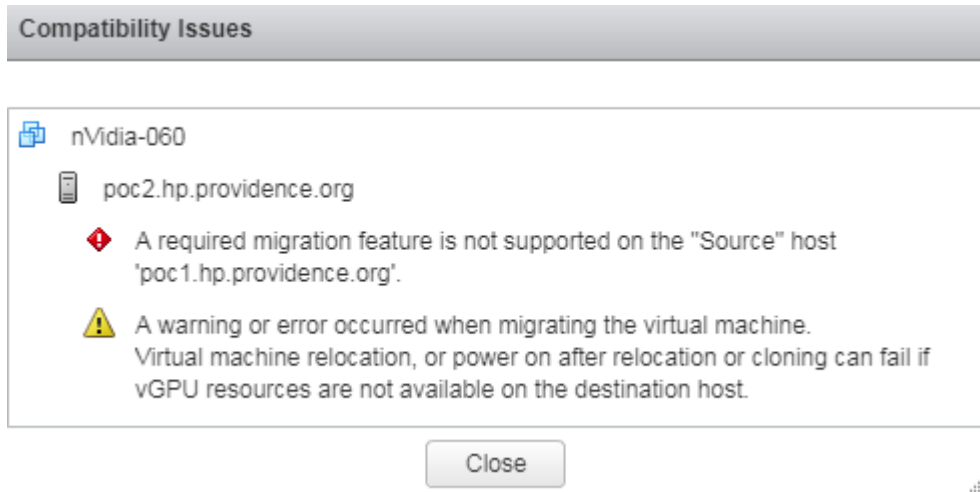 Compatibility Issues
nVidia-060
poc2.hp.providence.org
A required migration feature is not supported on the "Source" host
'poc1.hp.providence.org'.
A warning or error occurred when migrating the virtual machine.
Virtual machine relocation, or power on after relocation or cloning can fail if
vGPU resources are not available on the destination host.
Close